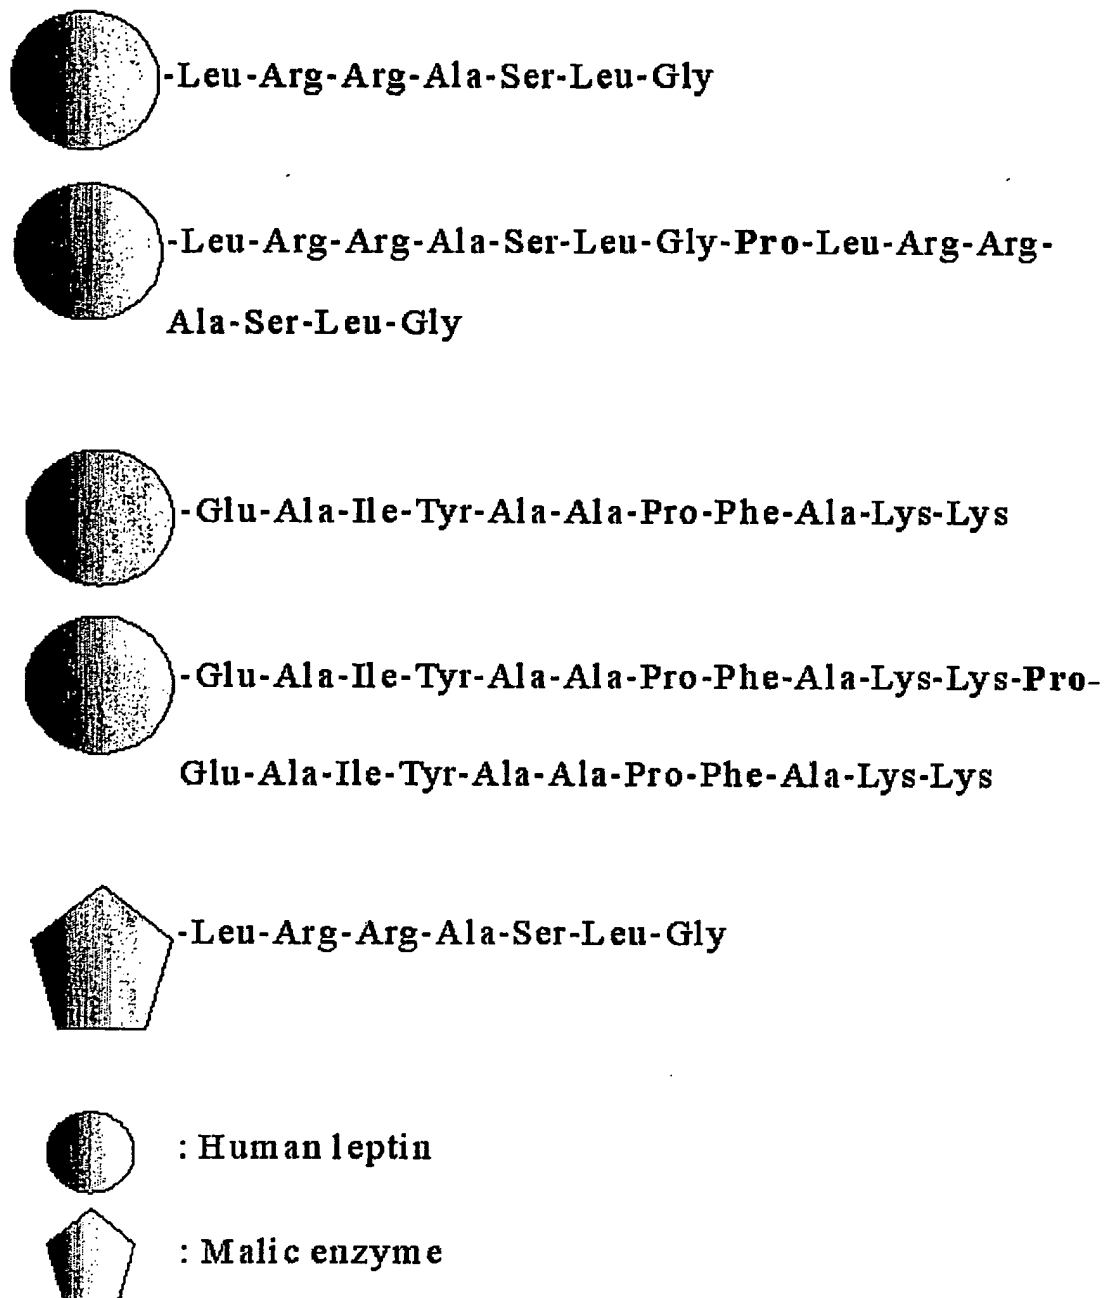 -Leu-Arg-Arg-Ala-Ser-Leu-Gly
-Leu-Arg-Arg-Ala-Ser-Leu-Gly-Pro-Leu-Arg-Arg-
Ala-Ser-Leu-Gly
-Glu-Ala-Ile-Tyr-Ala-Ala-Pro-Phe-Ala-Lys-Lys
-Glu-Ala-Ile-Tyr-Ala-Ala-Pro-Phe-Ala-Lys-Lys-Pro-
Glu-Ala-Ile-Tyr-Ala-Ala-Pro-Phe-Ala-Lys-Lys
-Leu-Arg-Arg-Ala-Ser-Leu-Gly
: Human leptin
: Malic enzyme